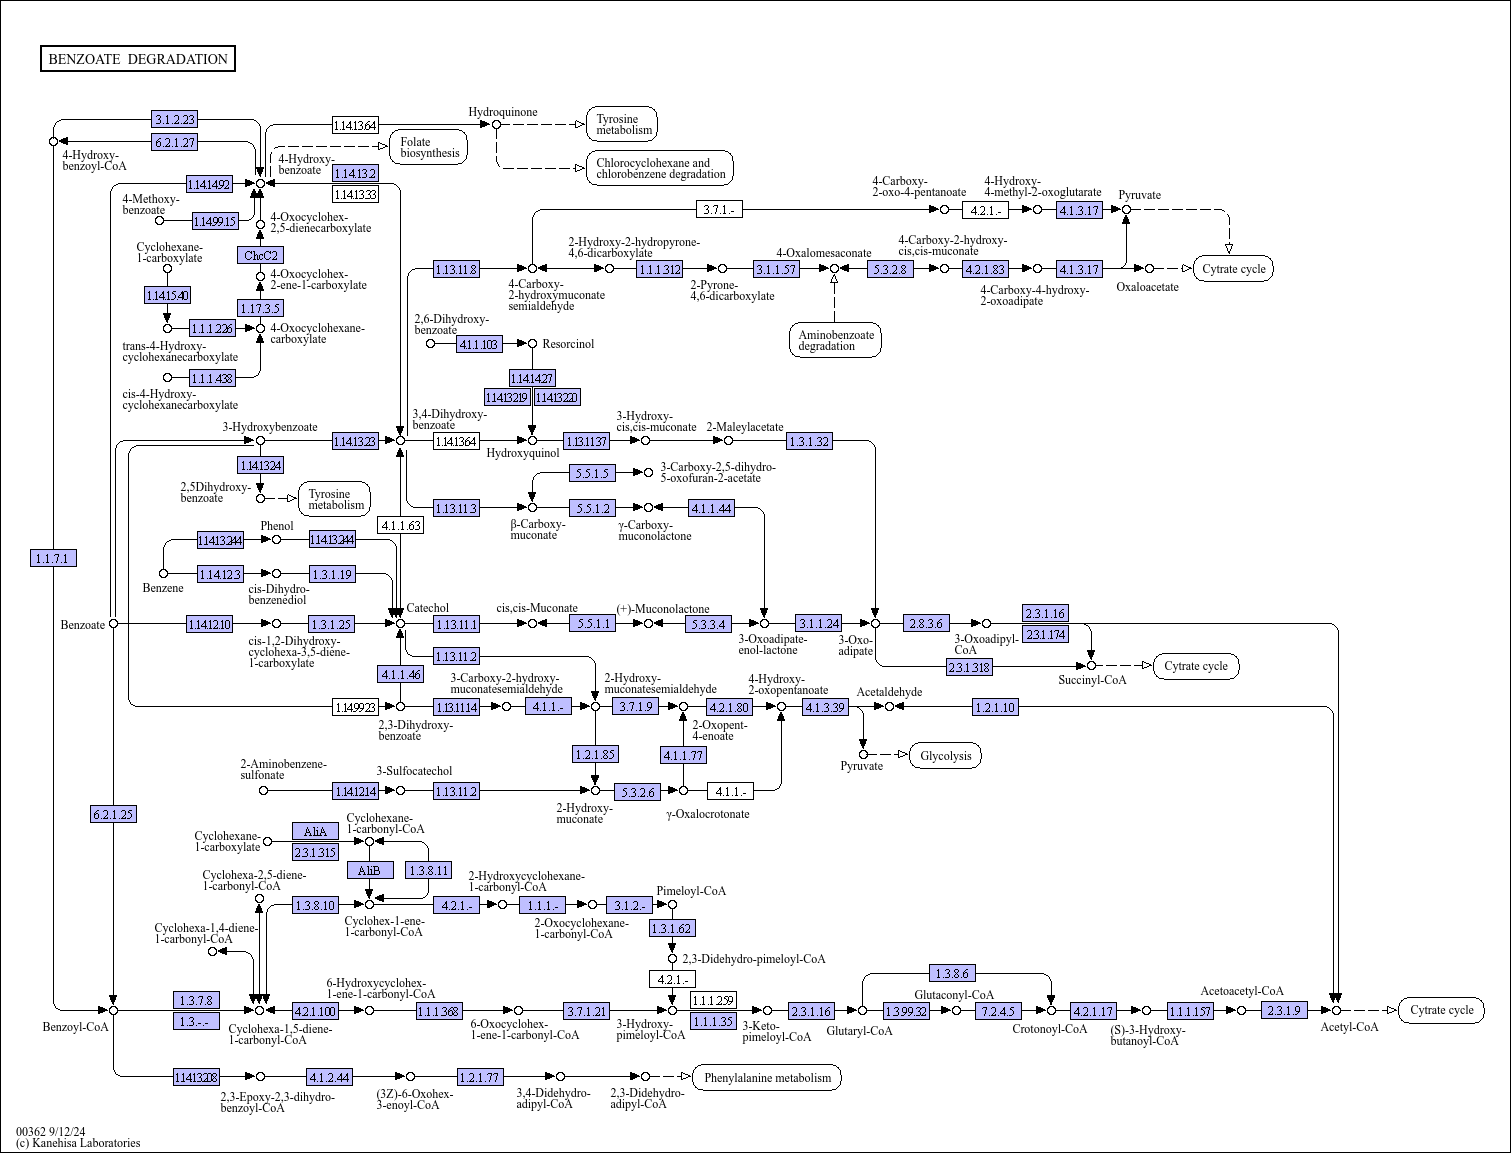 BENZOATE DEGRADATION
3.1.2.23
6.2.1.27
4-Hydroxy-
benzoyl-CoA
1.14.13.64
Hydroquinone
Tyrosine
metabolism
Folate
biosynthesis
Chlorocyclohexane and
chlorobenzene degradation
4-Hydroxy-
benzoate
1.14.13.2
1.14.13.33
1.14.14.92
4-Methoxy-
benzoate
1.14.99.15
4-Oxocyclohex-
2,5-dienecarboxylate
Cyclohexane-
1-carboxylate
ChcC2
4-Oxocyclohex-
2-ene-1-carboxylate
1.14.15.40
1.17.3.5
1.1.1.226
4-Oxocyclohexane-
carboxylate
trans-4-Hydroxy-
cyclohexanecarboxylate
1.1.1.438
cis-4-Hydroxy-
cyclohexanecarboxylate
3.7.1.-
4-Carboxy-
2-oxo-4-pentanoate
4.2.1.-
4-Hydroxy-
4-methyl-2-oxoglutarate
4.1.3.17
Pyruvate
1.13.11.8
4-Carboxy-
2-hydroxymuconate
semialdehyde
2-Hydroxy-2-hydropyrone-
4,6-dicarboxylate
1.1.1.312
2-Pyrone-
4,6-dicarboxylate
3.1.1.57
4-Oxalomesaconate
5.3.2.8
4-Carboxy-2-hydroxy-
cis,cis-muconate
4.2.1.83
4-Carboxy-4-hydroxy-
2-oxoadipate
4.1.3.17
Oxaloacetate
Cytrate cycle
Aminobenzoate
degradation
2,6-Dihydroxy-
benzoate
4.1.1.103
Resorcinol
1.14.14.27
1.14.13.219
1.14.13.220
3-Hydroxybenzoate
1.14.13.23
3,4-Dihydroxy-
benzoate
1.14.13.64
Hydroxyquinol
1.13.11.37
3-Hydroxy-
cis,cis-muconate
2-Maleylacetate
1.3.1.32
1.14.13.24
2,5Dihydroxy-
benzoate
Tyrosine
metabolism
5.5.1.5
3-Carboxy-2,5-dihydro-
5-oxofuran-2-acetate
1.13.11.3
β-Carboxy-
muconate
5.5.1.2
γ-Carboxy-
muconolactone
4.1.1.44
4.1.1.63
Phenol
1.14.13.244
1.14.13.244
1.1.7.1
Benzene
1.14.12.3
cis-Dihydro-
benzenediol
1.3.1.19
Benzoate
1.14.12.10
cis-1,2-Dihydroxy-
cyclohexa-3,5-diene-
1-carboxylate
1.3.1.25
Catechol
1.13.11.1
cis,cis-Muconate
5.5.1.1
(+)-Muconolactone
5.3.3.4
3-Oxoadipate-
enol-lactone
3.1.1.24
3-Oxo-
adipate
2.8.3.6
3-Oxoadipyl-
CoA
2.3.1.16
2.3.1.174
2.3.1.318
Succinyl-CoA
Cytrate cycle
1.13.11.2
4.1.1.46
1.14.99.23
2,3-Dihydroxy-
benzoate
3-Carboxy-2-hydroxy-
muconatesemialdehyde
1.13.11.14
4.1.1.-
2-Hydroxy-
muconatesemialdehyde
3.7.1.9
2-Oxopent-
4-enoate
4.2.1.80
4-Hydroxy-
2-oxopentanoate
4.1.3.39
Acetaldehyde
1.2.1.10
1.2.1.85
4.1.1.77
Pyruvate
Glycolysis
2-Aminobenzene-
sulfonate
1.14.12.14
3-Sulfocatechol
1.13.11.2
2-Hydroxy-
muconate
5.3.2.6
γ-Oxalocrotonate
4.1.1.-
6.2.1.25
Cyclohexane-
1-carboxylate
AliA
2.3.1.315
Cyclohexane-
1-carbonyl-CoA
AliB
1.3.8.11
Cyclohexa-2,5-diene-
1-carbonyl-CoA
1.3.8.10
Cyclohex-1-ene-
1-carbonyl-CoA
4.2.1.-
2-Hydroxycyclohexane-
1-carbonyl-CoA
1.1.1.-
2-Oxocyclohexane-
1-carbonyl-CoA
3.1.2.-
Pimeloyl-CoA
1.3.1.62
2,3-Didehydro-pimeloyl-CoA
4.2.1.-
Cyclohexa-1,4-diene-
1-carbonyl-CoA
Benzoyl-CoA
1.3.7.8
1.3.-.-
Cyclohexa-1,5-diene-
1-carbonyl-CoA
4.2.1.100
6-Hydroxycyclohex-
1-ene-1-carbonyl-CoA
1.1.1.368
6-Oxocyclohex-
1-ene-1-carbonyl-CoA
3.7.1.21
3-Hydroxy-
pimeloyl-CoA
1.1.1.259
1.1.1.35
3-Keto-
pimeloyl-CoA
2.3.1.16
Glutaryl-CoA
1.3.8.6
1.3.99.32
Glutaconyl-CoA
7.2.4.5
Crotonoyl-CoA
4.2.1.17
(S)-3-Hydroxy-
butanoyl-CoA
1.1.1.157
Acetoacetyl-CoA
2.3.1.9
Acetyl-CoA
Cytrate cycle
1.14.13.208
2,3-Epoxy-2,3-dihydro-
benzoyl-CoA
4.1.2.44
(3Z)-6-Oxohex-
3-enoyl-CoA
1.2.1.77
3,4-Didehydro-
adipyl-CoA
2,3-Didehydro-
adipyl-CoA
Phenylalanine metabolism
00362 9/12/24
(c) Kanehisa Laboratories